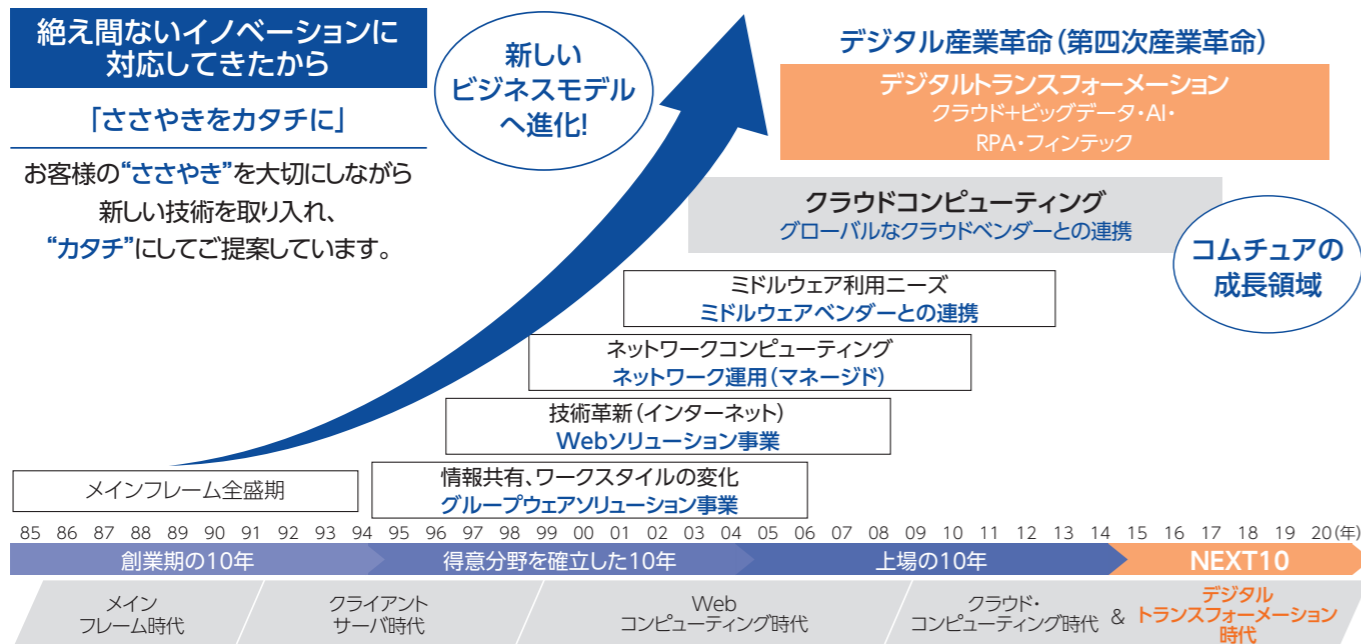 絶え間ないイノベーションに
対応してきたから
「ささやきをカタチに」
お客様の“ささやき”を大切にしながら
新しい技術を取り入れ、
“カタチ”にしてご提案しています。
新しい
ビジネスモデル
へ進化!
デジタル産業革命(第四次産業革命)
デジタルトランスフォーメーション
クラウド+ビッグデータ・AI・
RPA・フィンテック
クラウドコンピューティング
グローバルなクラウドベンダーとの連携
コムチュアの
成長領域
ミドルウェア利用ニーズ
ミドルウェアベンダーとの連携
ネットワークコンピューティング
ネットワーク運用(マネージド)
技術革新(インターネット)
Webソリューション事業
情報共有、ワークスタイルの変化
グループウェアソリューション事業
メインフレーム全盛期
85 86 87 88 89 90 91 92 93 94 95 96 97 98 99 00 01 02 03 04 05 06 07 08 09 10 11 12 13 14 15 16 17 18 19 20(年)
創業期の10年 得意分野を確立した10年 上場の10年 NEXT10
メイン
フレーム時代
クライアント
サーバ時代
Web
コンピューティング時代
クラウド・
コンピューティング時代
&
デジタル
トランスフォーメーション
時代